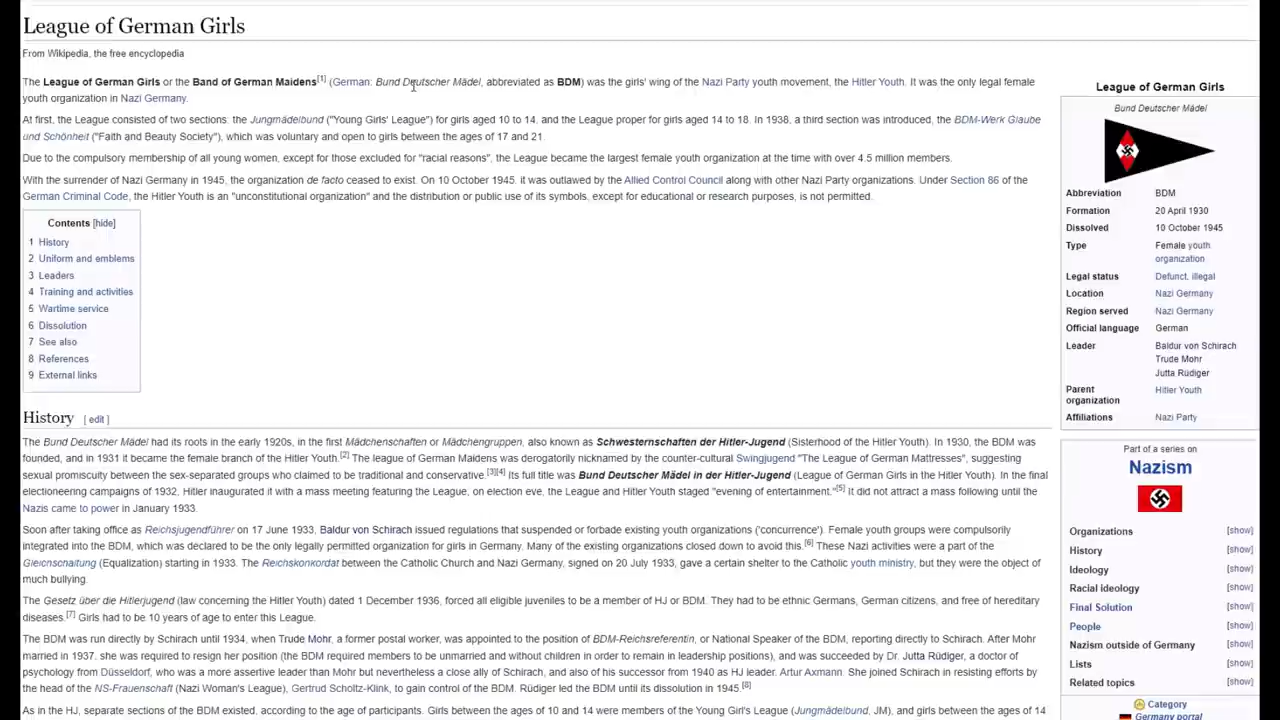 League of German Girls
From Wikipedia, the free encyclopedia
The League of German Girls or the Band of German Maidens[1] (German: Bund Deutscher Mädel, abbreviated as BDM) was the girls' wing of the Nazi Party youth movement, the Hitler Youth. It was the only legal female
youth organization in Nazi Germany.
At first, the League consisted of two sections: the Jungmädelbund ("Young Girls' League") for girls aged 10 to 14, and the League proper for girls aged 14 to 18. In 1938, a third section was introduced, the BDM-Werk Glaube
und Schönheit ("Faith and Beauty Society"), which was voluntary and open to girls between the ages of 17 and 21.
Due to the compulsory membership of all young women, except for those excluded for "racial reasons", the League became the largest female youth organization at the time with over 4.5 million members.
With the surrender of Nazi Germany in 1945, the organization de facto ceased to exist. On 10 October 1945, it was outlawed by the Allied Control Council along with other Nazi Party organizations. Under Section 86 of the
German Criminal Code, the Hitler Youth is an "unconstitutional organization" and the distribution or public use of its symbols, except for educational or research purposes, is not permitted.
Contents [hide]
1 History
2 Uniform and emblems
3 Leaders
4 Training and activities
5 Wartime service
6 Dissolution
7 See also
8 References
9 External links
History [ edit ]
The Bund Deutscher Mädel had its roots in the early 1920s, in the first Mädchenschaften or Mädchengruppen, also known as Schwesternschaften der Hitler-Jugend (Sisterhood of the Hitler Youth). In 1930, the BDM was
founded, and in 1931 it became the female branch of the Hitler Youth.[2] The league of German Maidens was derogatorily nicknamed by the counter-cultural Swingjugend "The League of German Mattresses", suggesting
sexual promiscuity between the sex-separated groups who claimed to be traditional and conservative.[3][4] Its full title was Bund Deutscher Mädel in der Hitler-Jugend (League of German Girls in the Hitler Youth). In the final
electioneering campaigns of 1932, Hitler inaugurated it with a mass meeting featuring the League, on election eve, the League and Hitler Youth staged "evening of entertainment."[5] It did not attract a mass following until the
Nazis came to power in January 1933.
Soon after taking office as Reichsjugendführer on 17 June 1933, Baldur von Schirach issued regulations that suspended or forbade existing youth organizations ('concurrence'). Female youth groups were compulsorily
integrated into the BDM, which was declared to be the only legally permitted organization for girls in Germany. Many of the existing organizations closed down to avoid this.[6] These Nazi activities were a part of the
Gleichschaltung (Equalization) starting in 1933. The Reichskonkordat between the Catholic Church and Nazi Germany, signed on 20 July 1933, gave a certain shelter to the Catholic youth ministry, but they were the object of
much bullying.
The Gesetz über die Hitlerjugend (law concerning the Hitler Youth) dated 1 December 1936, forced all eligible juveniles to be a member of HJ or BDM. They had to be ethnic Germans, German citizens, and free of hereditary
diseases.[7] Girls had to be 10 years of age to enter this League.
The BDM was run directly by Schirach until 1934, when Trude Mohr, a former postal worker, was appointed to the position of BDM-Reichsreferentin, or National Speaker of the BDM, reporting directly to Schirach. After Mohr
married in 1937, she was required to resign her position (the BDM required members to be unmarried and without children in order to remain in leadership positions), and was succeeded by Dr. Jutta Rüdiger, a doctor of
psychology from Düsseldorf, who was a more assertive leader than Mohr but nevertheless a close ally of Schirach, and also of his successor from 1940 as HJ leader, Artur Axmann. She joined Schirach in resisting efforts by
the head of the NS-Frauenschaft (Nazi Woman's League), Gertrud Scholtz-Klink, to gain control of the BDM. Rüdiger led the BDM until its dissolution in 1945.[8]
As in the HJ, separate sections of the BDM existed, according to the age of participants. Girls between the ages of 10 and 14 were members of the Young Girl's League (Jungmädelbund, JM), and girls between the ages of 14
League of German Girls
Bund Deutscher Mädel
Abbreviation BDM
Formation 20 April 1930
Dissolved 10 October 1945
Type Female youth
organization
Legal status Defunct, illegal
Location Nazi Germany
Region served Nazi Germany
Official language German
Leader Baldur von Schirach
Trude Mohr
Jutta Rüdiger
Parent Hitler Youth
organization
Affiliations Nazi Party
Part of a series on
Nazism
Organizations [show]
History [show]
Ideology [show]
Racial ideology [show]
Final Solution [show]
People [show]
Nazism outside of Germany [show]
Lists [show]
Related topics [show]
Category
Germany portal